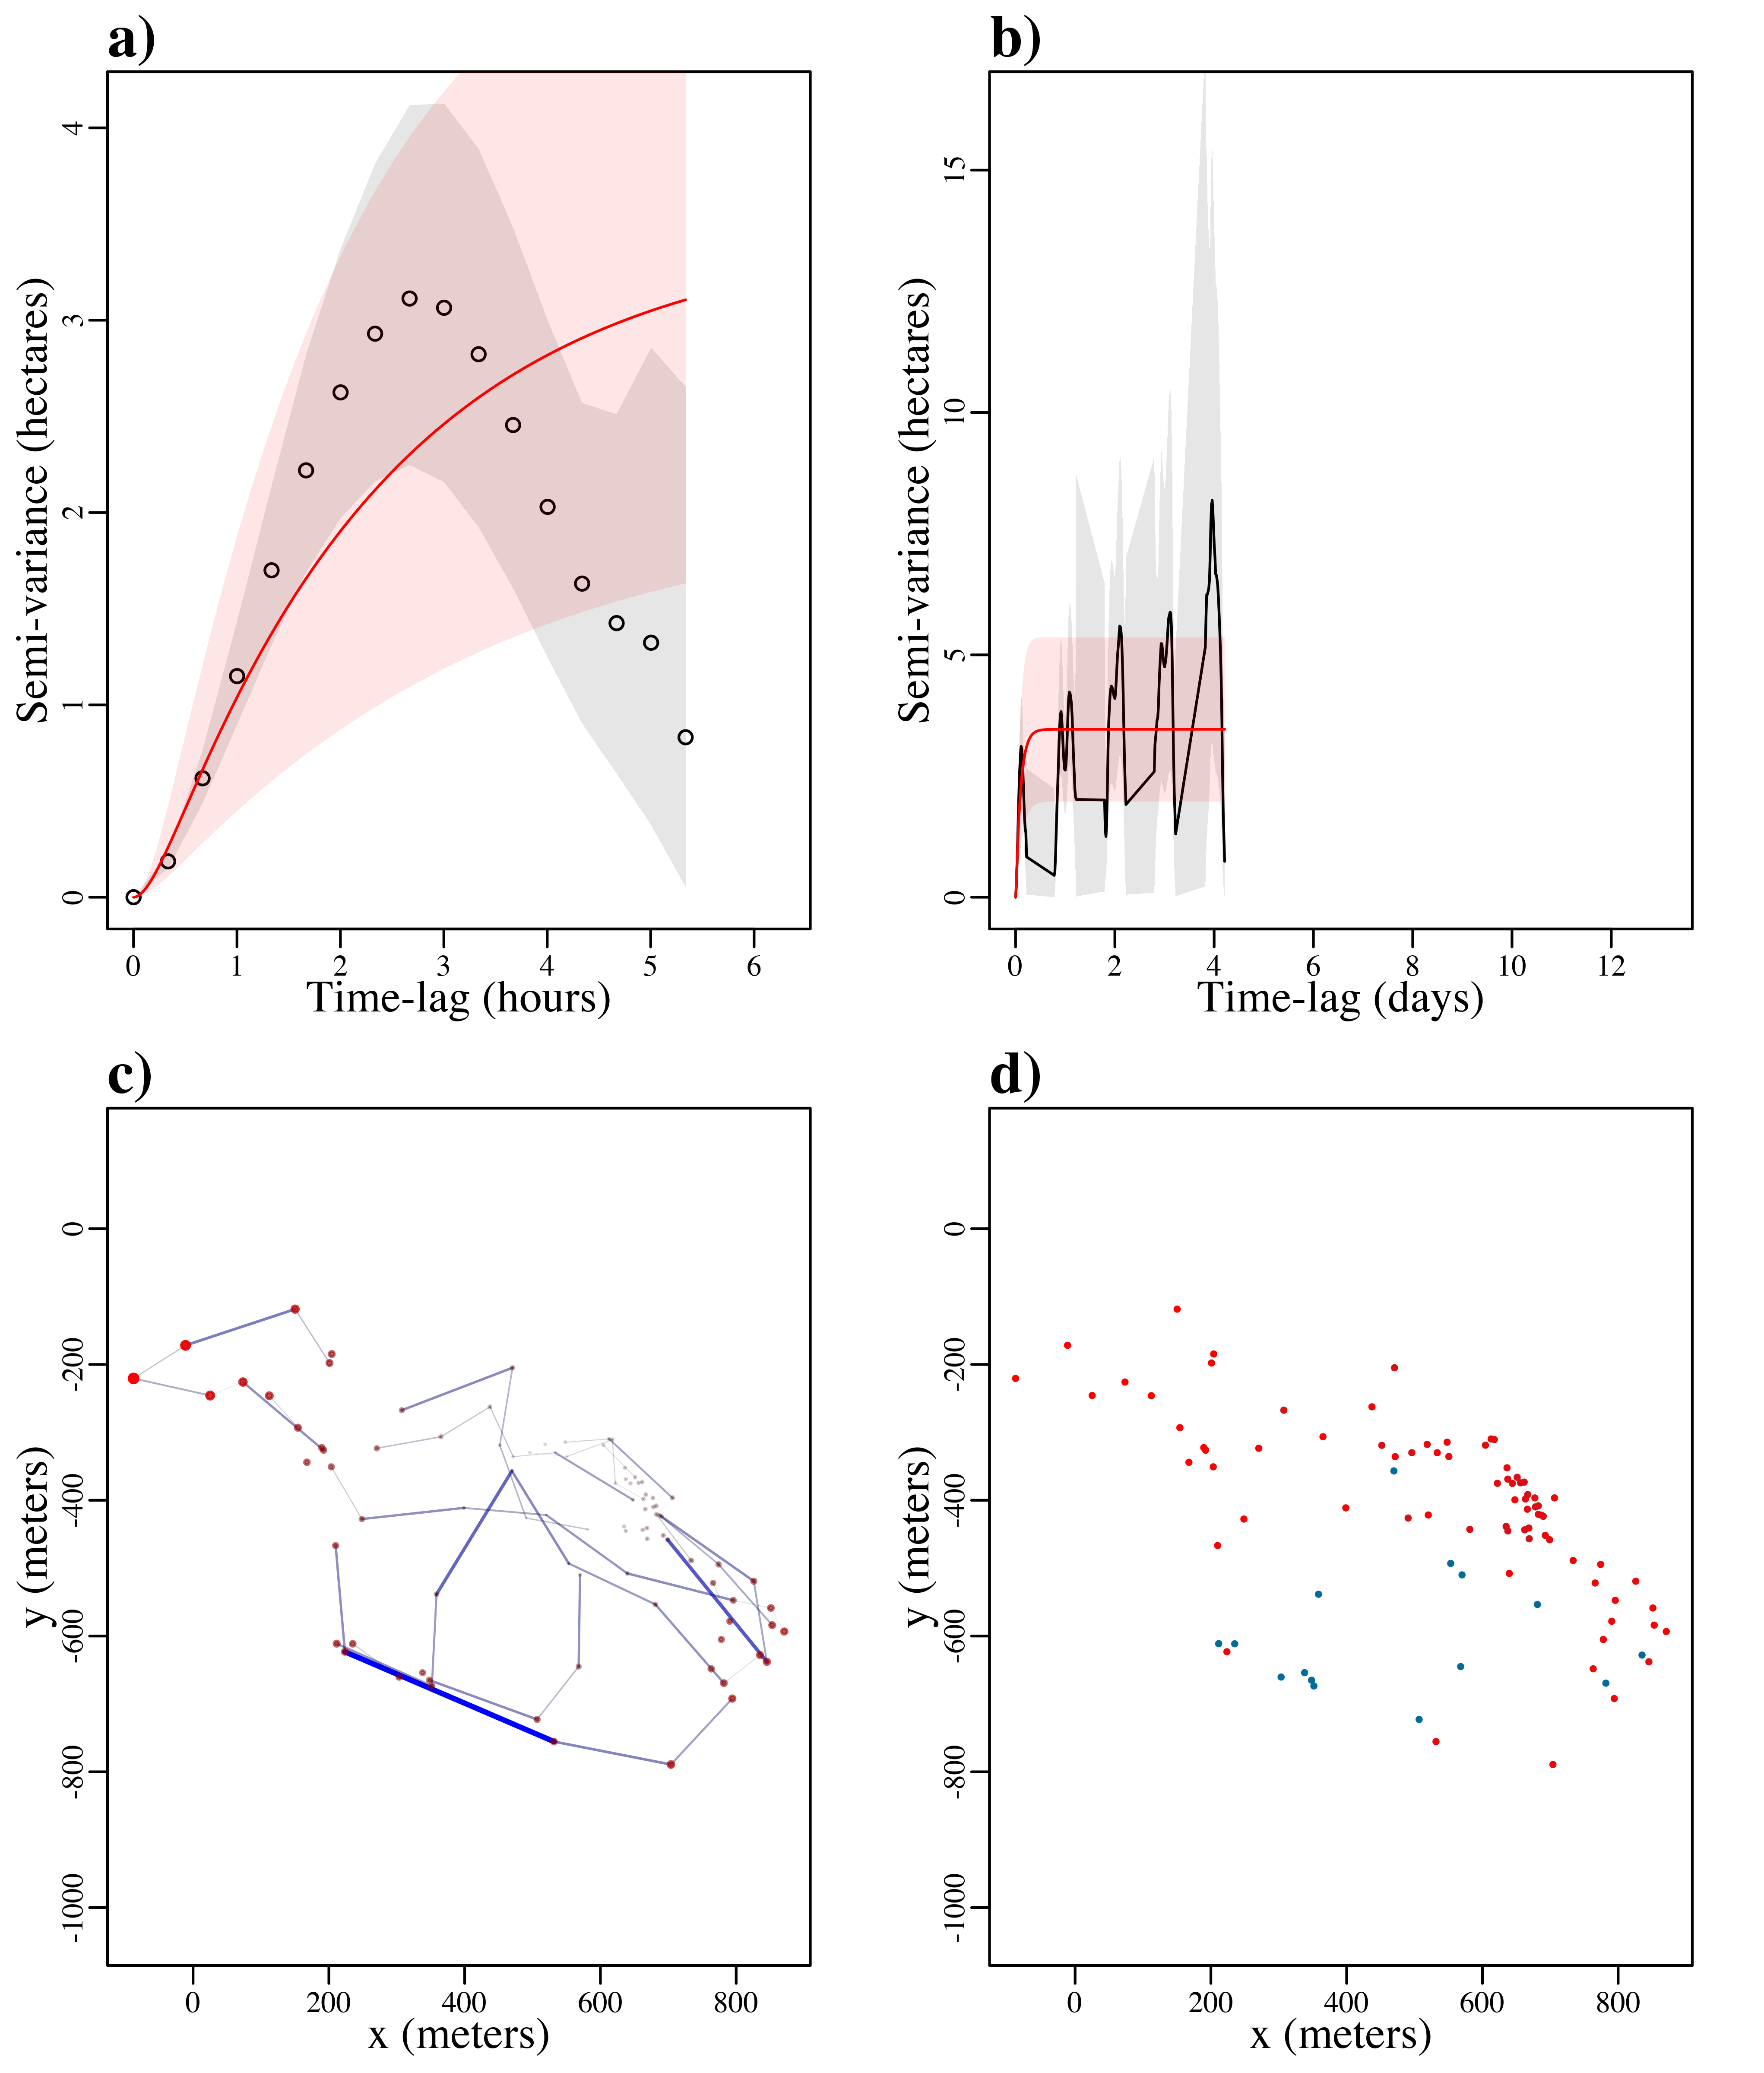 a)
Semi-variance (hectares)
4
3
2
1
0
0 1 2 3 4 5 6
Time-lag (hours)
b)
Semi-variance (hectares)
15
10
5
0
0 2 4 6 8 10 12
Time-lag (days)
c)
y (meters)
0
-200
-400
-600
-800
-1000
0 200 400 600 800
x (meters)
d)
y (meters)
0
-200
-400
-600
-800
-1000
0 200 400 600 800
x (meters)